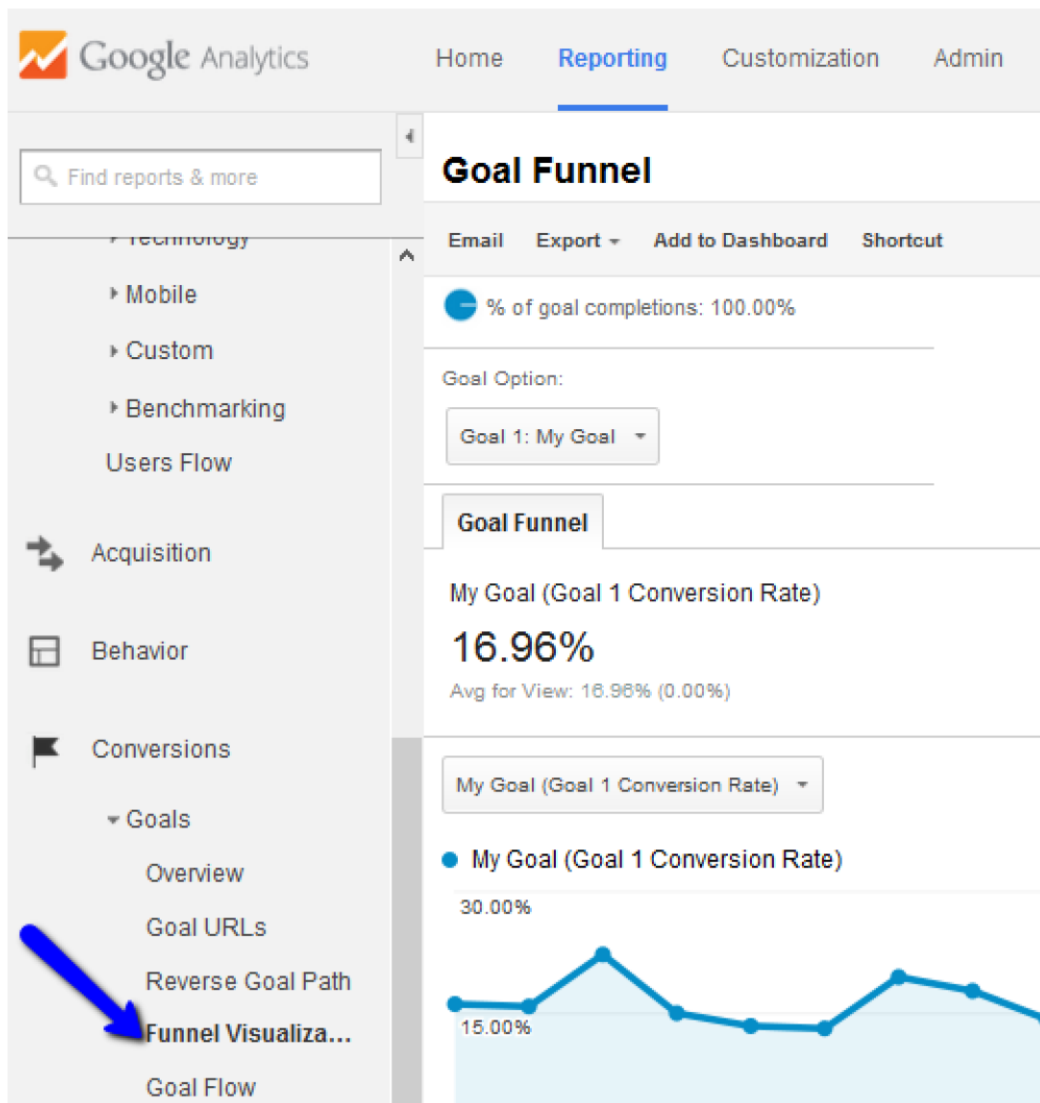 Google Analytics
Home Reporting Customization Admin
Find reports & more
Technology
Mobile
Custom
Benchmarking
Users Flow
Acquisition
Behavior
Conversions
Goals
Overview
Goal URLs
Reverse Goal Path
Funnel Visualiza...
Goal Flow
Goal Funnel
Email Export Add to Dashboard Shortcut
% of goal completions: 100.00%
Goal Option:
Goal 1: My Goal
Goal Funnel
My Goal (Goal 1 Conversion Rate)
16.96%
Avg for View: 16.96% (0.00%)
My Goal (Goal 1 Conversion Rate)
My Goal (Goal 1 Conversion Rate)
30.00%
15.00%